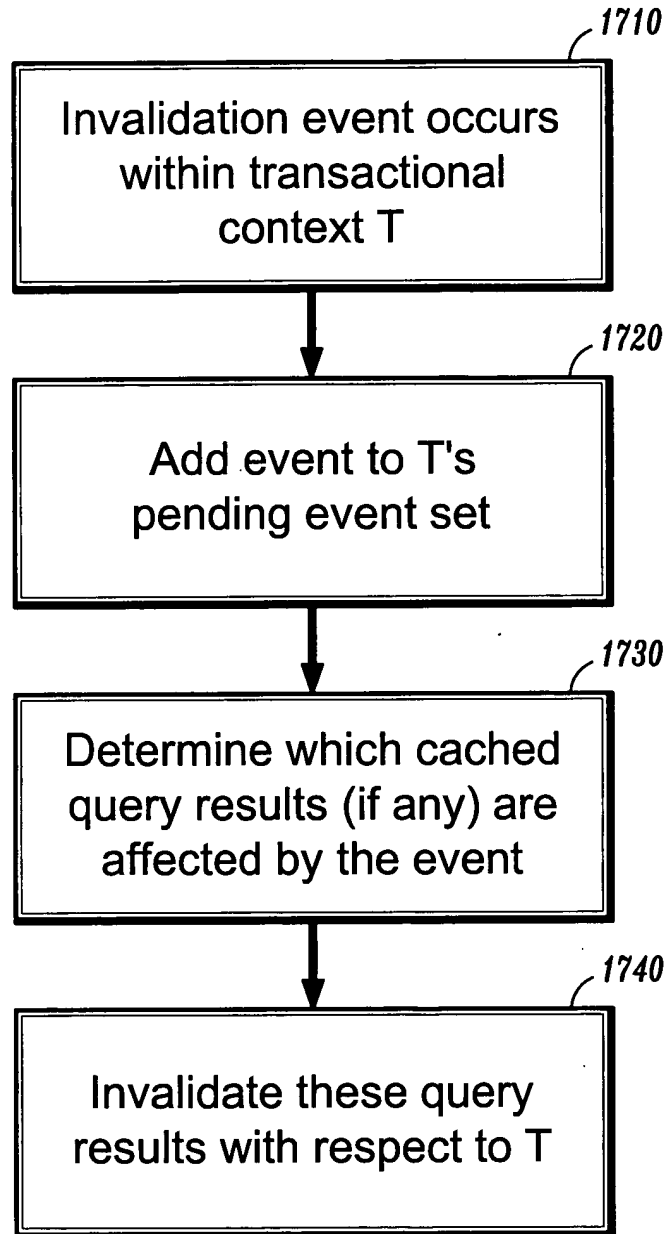 1710
Invalidation event occurs
within transactional
context T
1720
Add event to T's
pending event set
1730
Determine which cached
query results (if any) are
affected by the event
1740
Invalidate these query
results with respect to T